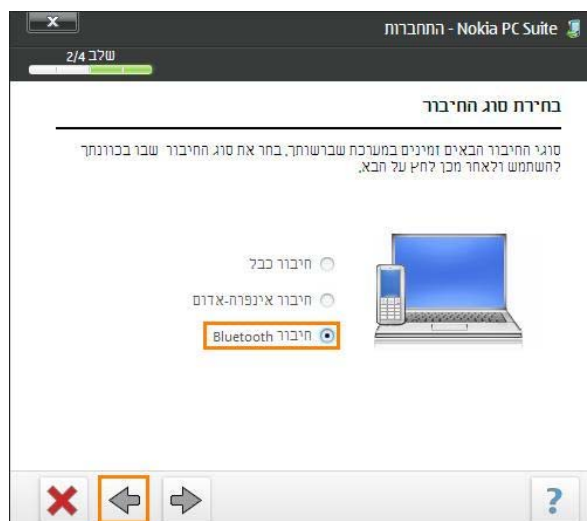 התחברות - Nokia PC Suite
שלב 2/4
בחירת סוג החיבור
סוגי החיבור הבאים זמינים במערכת שברשותך, בחר את סוג החיבור שבו בכוונתך
להשתמש ולאחר מכן לחץ על הבא,
חיבור כבל
חיבור אינפרה-אדום
חיבור Bluetooth